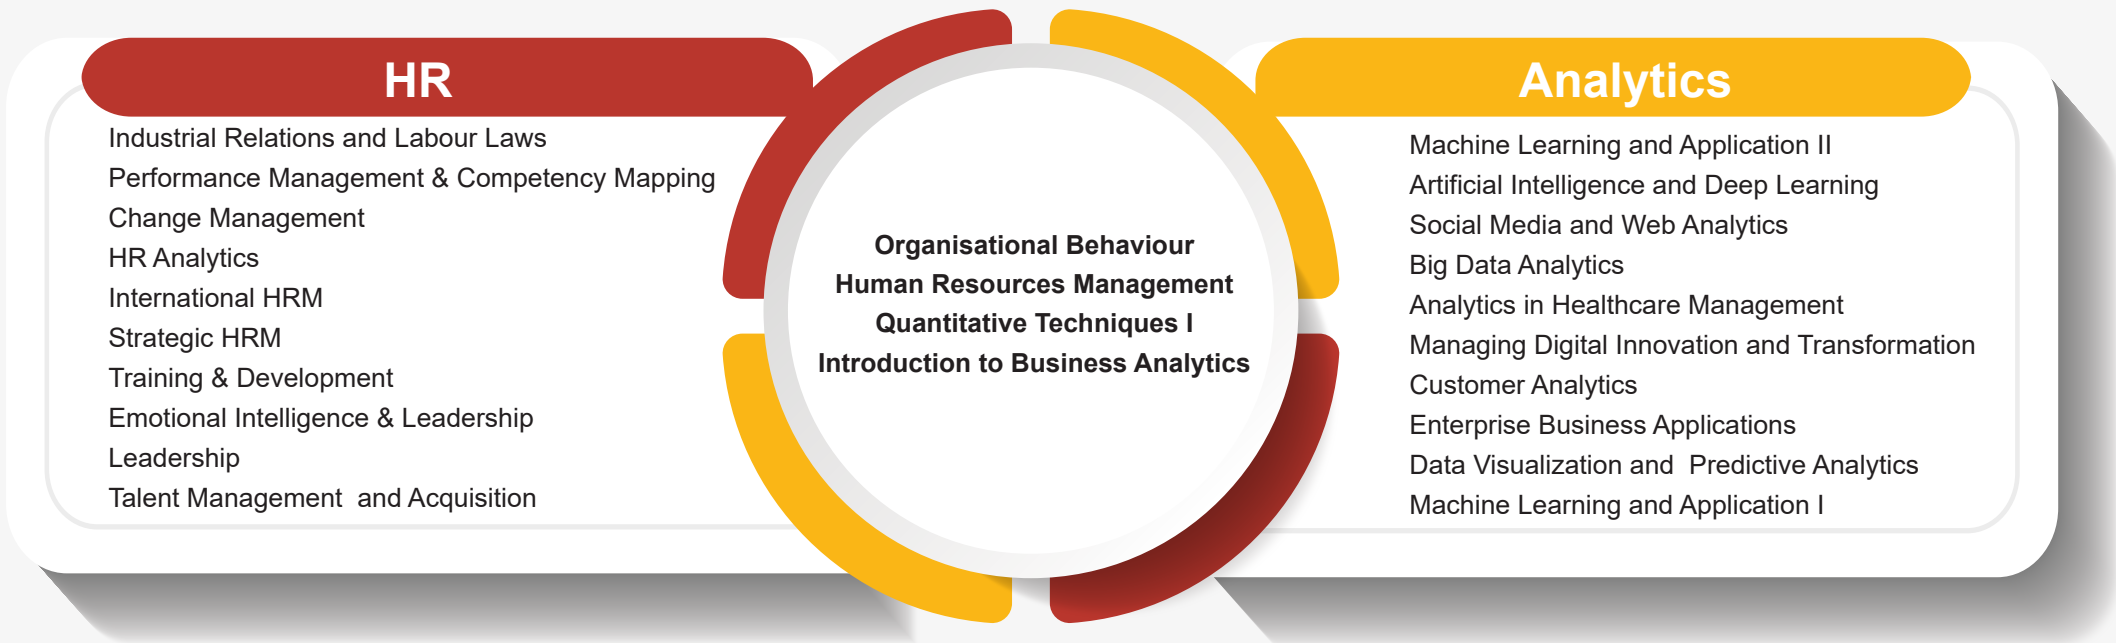 HR
Industrial Relations and Labour Laws
Performance Management & Competency Mapping
Change Management
HR Analytics
International HRM
Strategic HRM
Training & Development
Emotional Intelligence & Leadership
Leadership
Talent Management and Acquisition
Organisational Behaviour
Human Resources Management
Quantitative Techniques I
Introduction to Business Analytics
Analytics
Machine Learning and Application II
Artificial Intelligence and Deep Learning
Social Media and Web Analytics
Big Data Analytics
Analytics in Healthcare Management
Managing Digital Innovation and Transformation
Customer Analytics
Enterprise Business Applications
Data Visualization and Predictive Analytics
Machine Learning and Application I